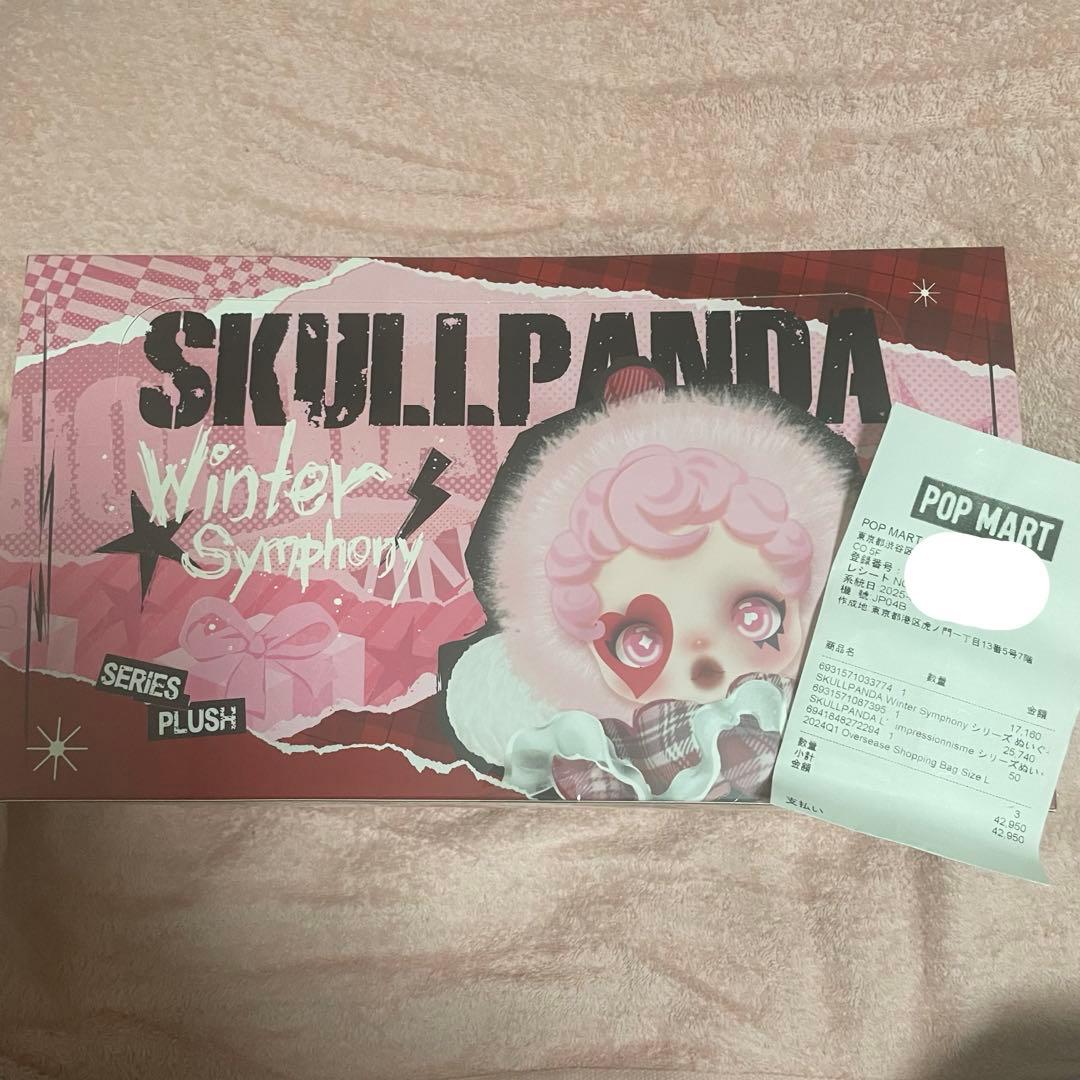 SKULLPANDA
Winter
Symphony
SERIES
PLUSH
POP MART
POP MART
東京都渋谷区
CO 5F
登録番号:
レシート NO
系統日 2025-
機 號 JP04B
作成地 東京都港区虎ノ門一丁目13番5号7階
商品名 数量 金額
6931571033774 1 17,160
SKULLPANDA Winter Symphony シリーズ ぬいぐ
6931571087395 1 25,740
SKULLPANDA L' impressionnisme シリーズぬい
6941848272294 1 50
2024Q1 Oversease Shopping Bag Size L
数量 3
小計 42,950
金額 42,950
支払い